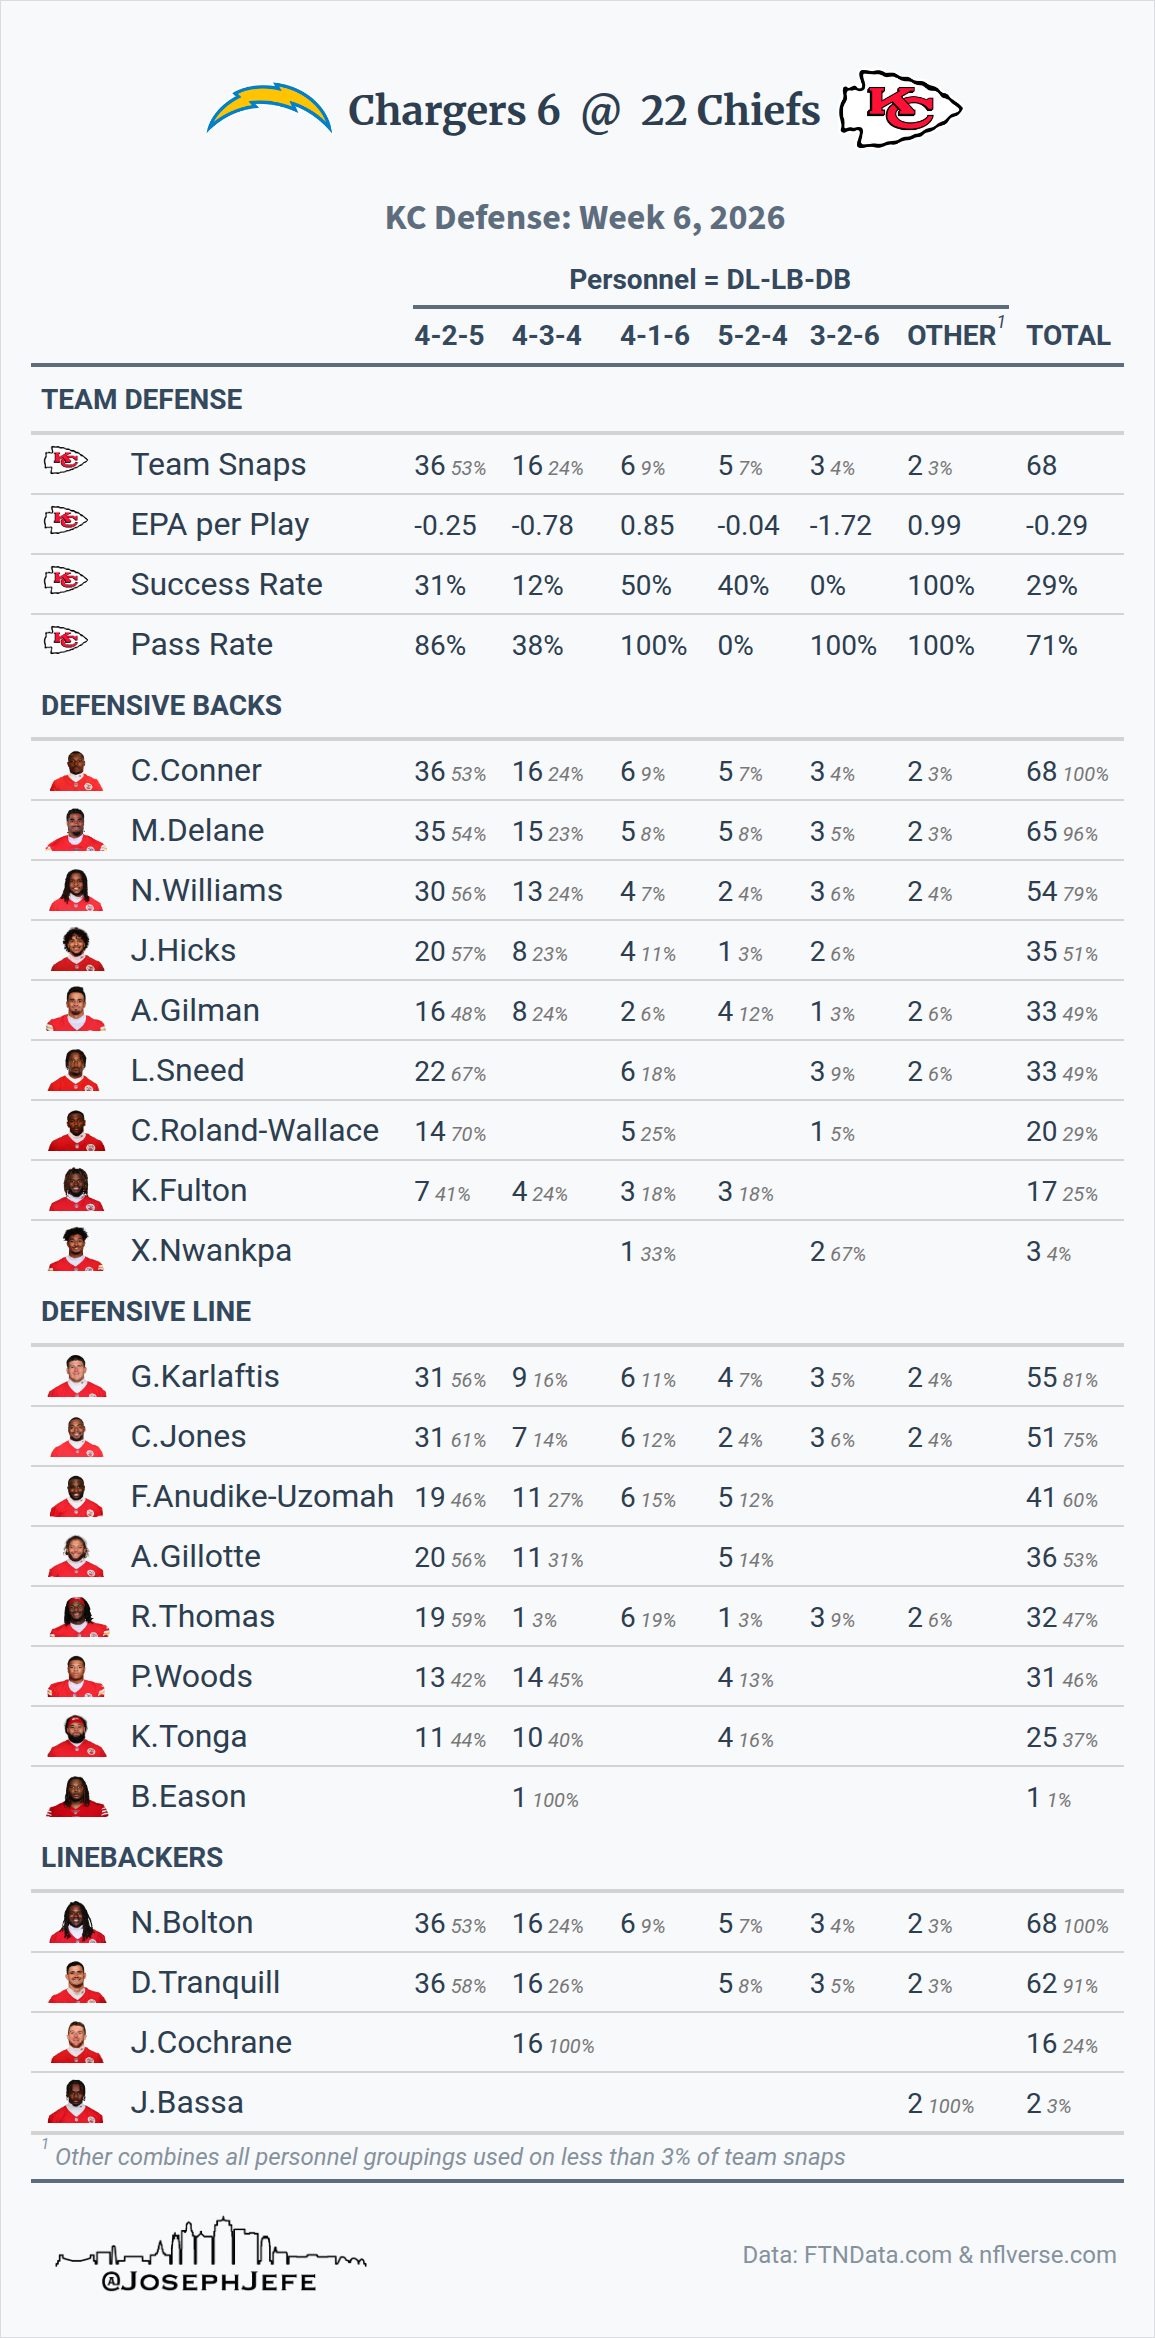 Chargers 6 @ 22 Chiefs KC
KC Defense: Week 6, 2026
Personnel = DL-LB-DB
4-2-5 4-3-4 4-1-6 5-2-4 3-2-6 OTHER1 TOTAL
TEAM DEFENSE
KC Team Snaps 36 53% 16 24% 6 9% 5 7% 3 4% 2 3% 68
KC EPA per Play -0.25 -0.78 0.85 -0.04 -1.72 0.99 -0.29
KC Success Rate 31% 12% 50% 40% 0% 100% 29%
KC Pass Rate 86% 38% 100% 0% 100% 100% 71%
DEFENSIVE BACKS
C.Conner 36 53% 16 24% 6 9% 5 7% 3 4% 2 3% 68 100%
M.Delane 35 54% 15 23% 5 8% 5 8% 3 5% 2 3% 65 96%
N.Williams 30 56% 13 24% 4 7% 2 4% 3 6% 2 4% 54 79%
J.Hicks 20 57% 8 23% 4 11% 1 3% 2 6% 35 51%
A.Gilman 16 48% 8 24% 2 6% 4 12% 1 3% 2 6% 33 49%
L.Sneed 22 67% 6 18% 3 9% 2 6% 33 49%
C.Roland-Wallace 14 70% 5 25% 1 5% 20 29%
K.Fulton 7 41% 4 24% 3 18% 3 18% 17 25%
X.Nwankpa 1 33% 2 67% 3 4%
DEFENSIVE LINE
G.Karlaftis 31 56% 9 16% 6 11% 4 7% 3 5% 2 4% 55 81%
C.Jones 31 61% 7 14% 6 12% 2 4% 3 6% 2 4% 51 75%
F.Anudike-Uzomah 19 46% 11 27% 6 15% 5 12% 41 60%
A.Gillotte 20 56% 11 31% 5 14% 36 53%
R.Thomas 19 59% 1 3% 6 19% 1 3% 3 9% 2 6% 32 47%
P.Woods 13 42% 14 45% 4 13% 31 46%
K.Tonga 11 44% 10 40% 4 16% 25 37%
B.Eason 1 100% 1 1%
LINEBACKERS
N.Bolton 36 53% 16 24% 6 9% 5 7% 3 4% 2 3% 68 100%
D.Tranquill 36 58% 16 26% 5 8% 3 5% 2 3% 62 91%
J.Cochrane 16 100% 16 24%
J.Bassa 2 100% 2 3%
1 Other combines all personnel groupings used on less than 3% of team snaps
@JOSEPHJEFE
Data: FTNData.com & nflverse.com